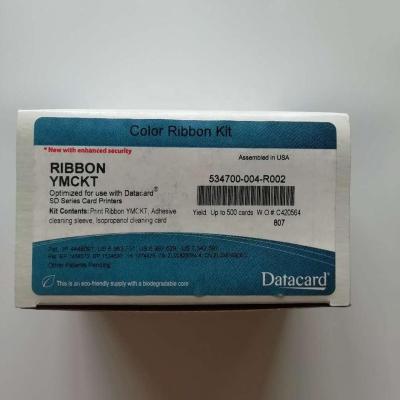 Color Ribbon Kit
* New with enhanced security
Assembled in USA
RIBBON
YMCKT
534700-004-R002
Optimized for use with Datacard®
SD Series Card Printers
Kit Contents: Print Ribbon YMCKT, Adhesive
cleaning sleeve, Isopropanol cleaning card
Yield: Up to 500 cards W.O.# C420564
807
Other Patents Pending
This is an eco-friendly supply with a biodegradable core
Datacard®